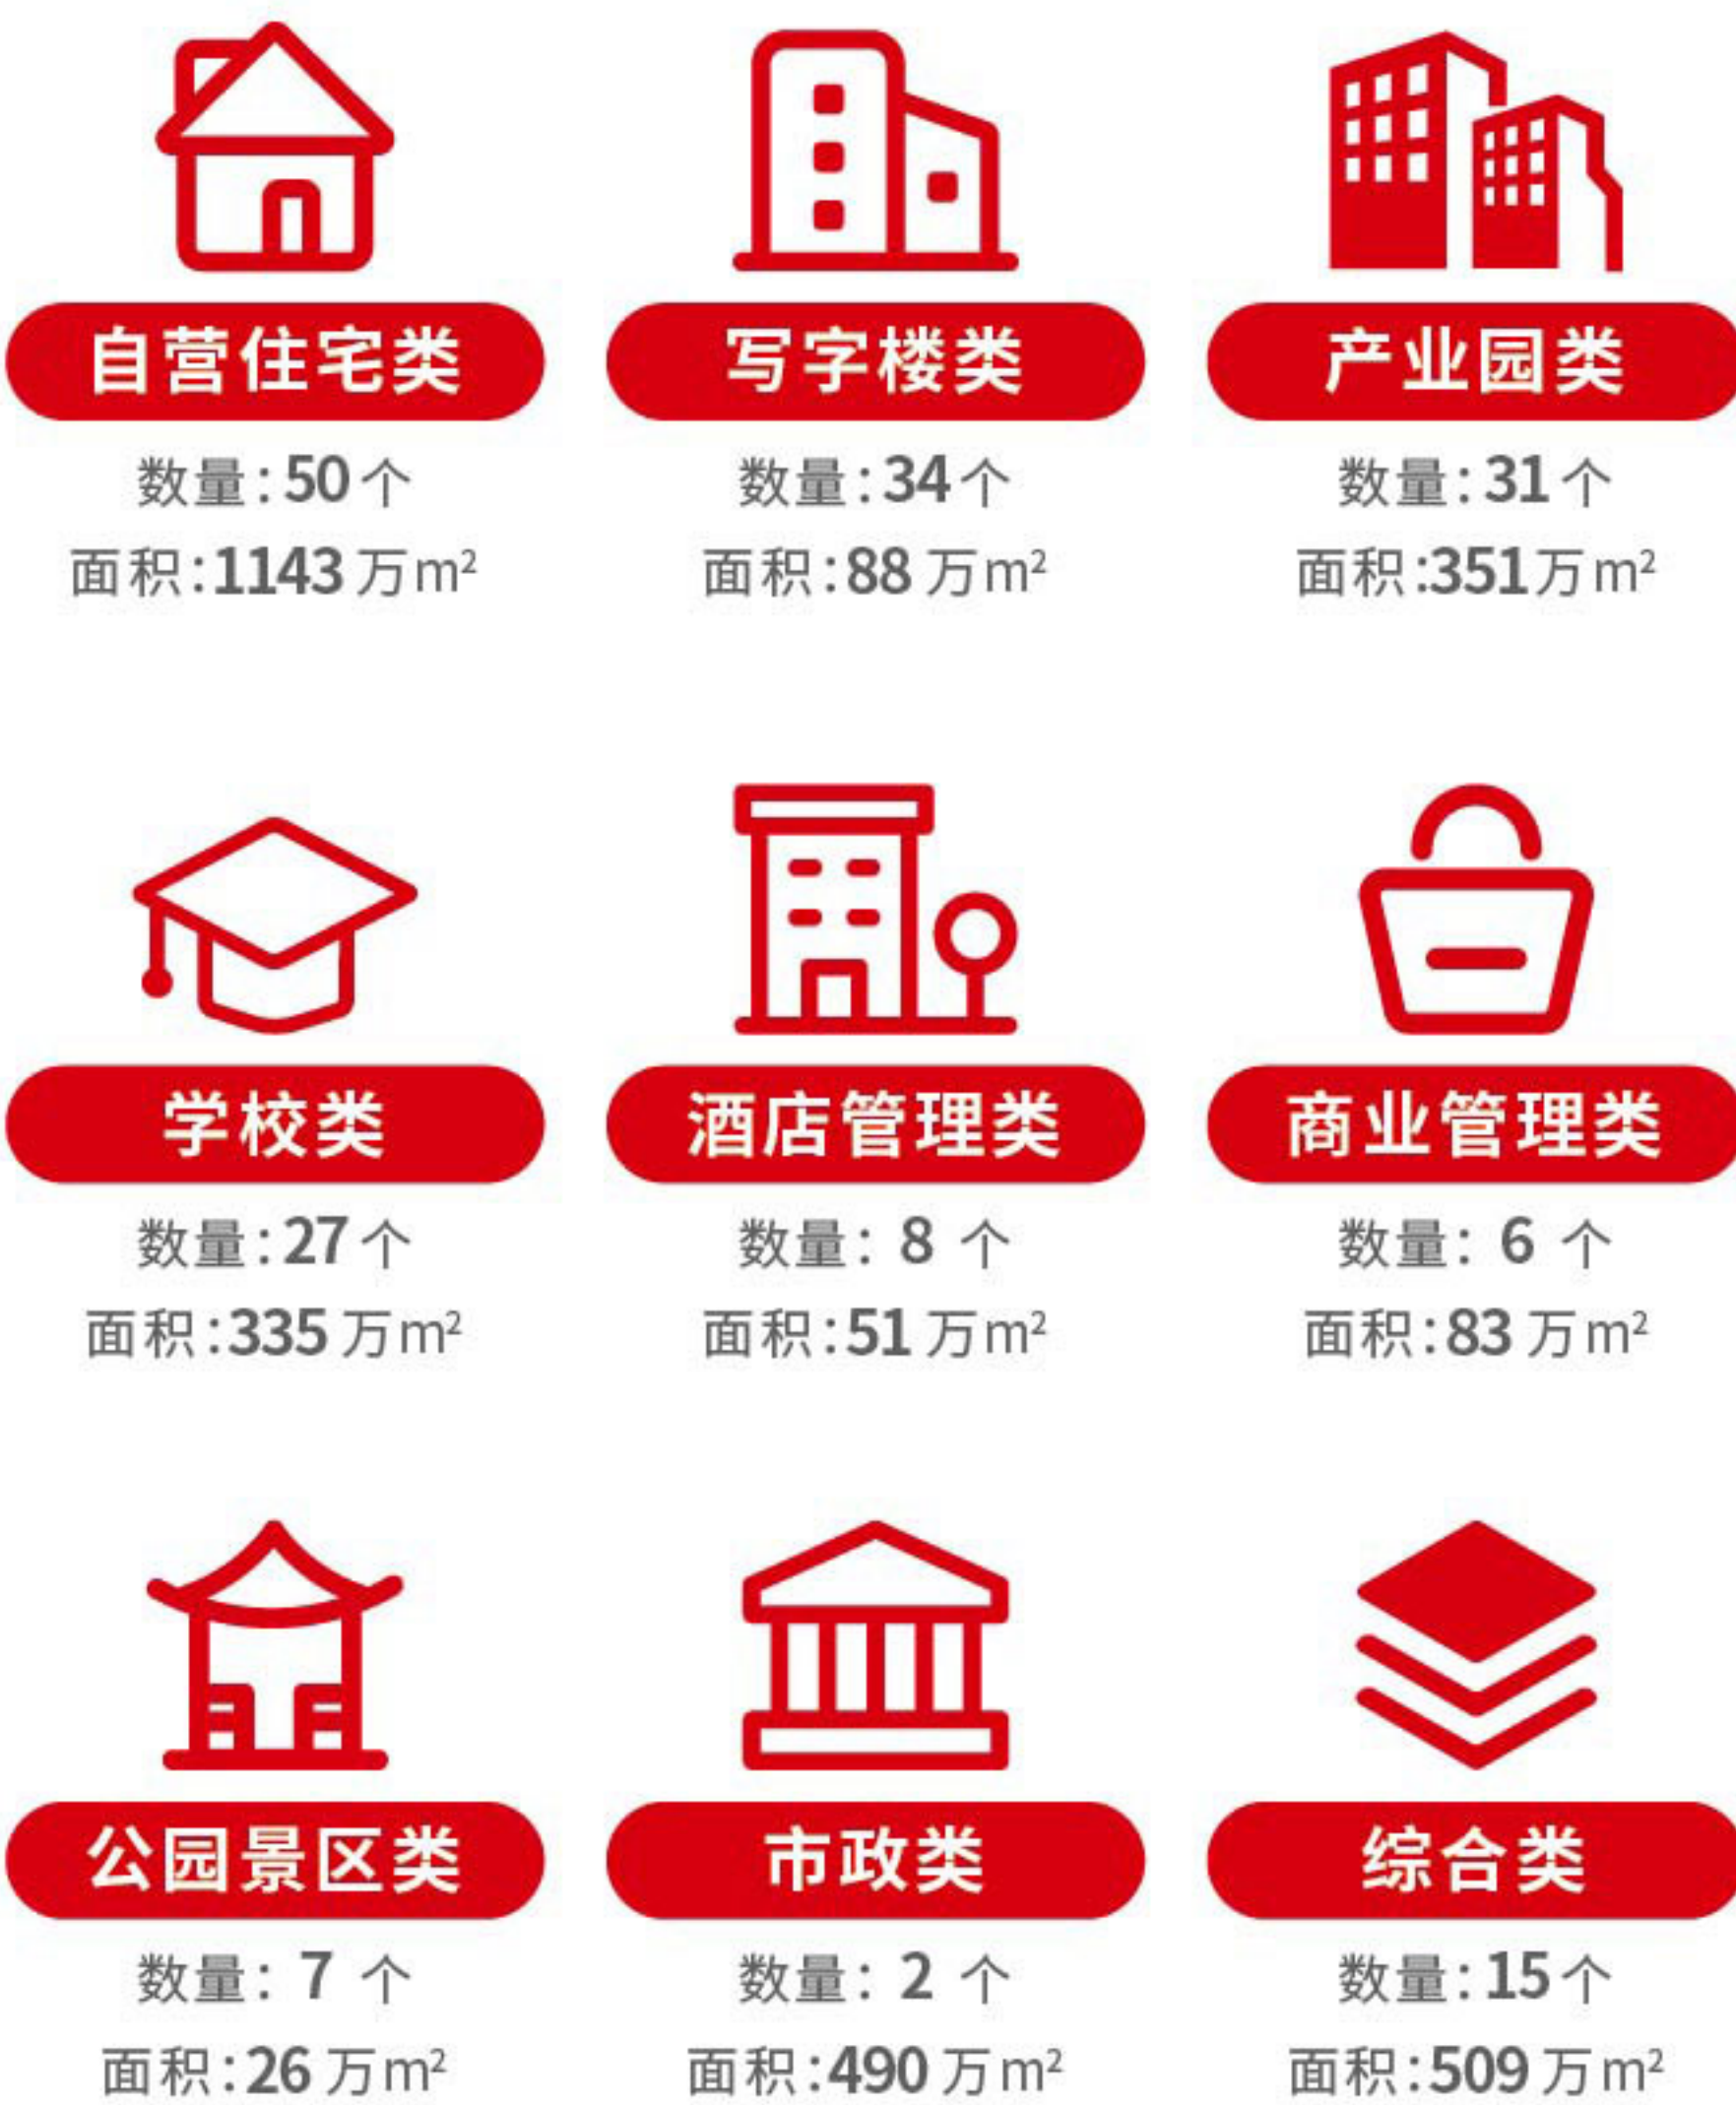 自营住宅类
数量:50个
面积:1143万m²
写字楼类
数量:34个
面积:88万m²
产业园类
数量:31个
面积:351万m²
学校类
数量:27个
面积:335万m²
酒店管理类
数量:8个
面积:51万m²
商业管理类
数量:6个
面积:83万m²
公园景区类
数量:7个
面积:26万m²
市政类
数量:2个
面积:490万m²
综合类
数量:15个
面积:509万m²